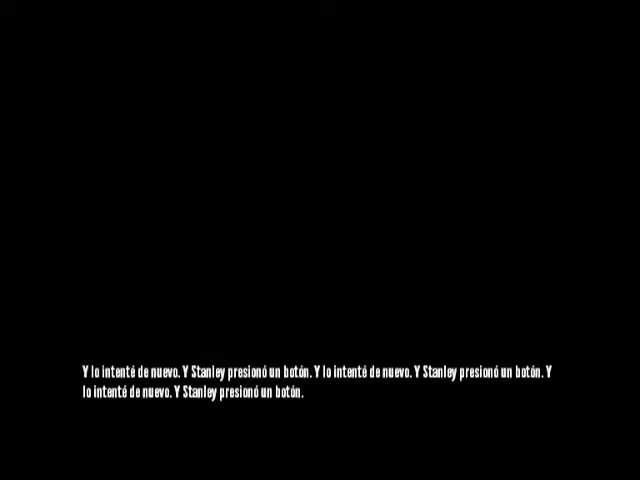 Y lo intenté de nuevo. Y Stanley presionó un botón. Y lo intenté de nuevo. Y Stanley presionó un botón. Y
lo intenté de nuevo. Y Stanley presionó un botón.